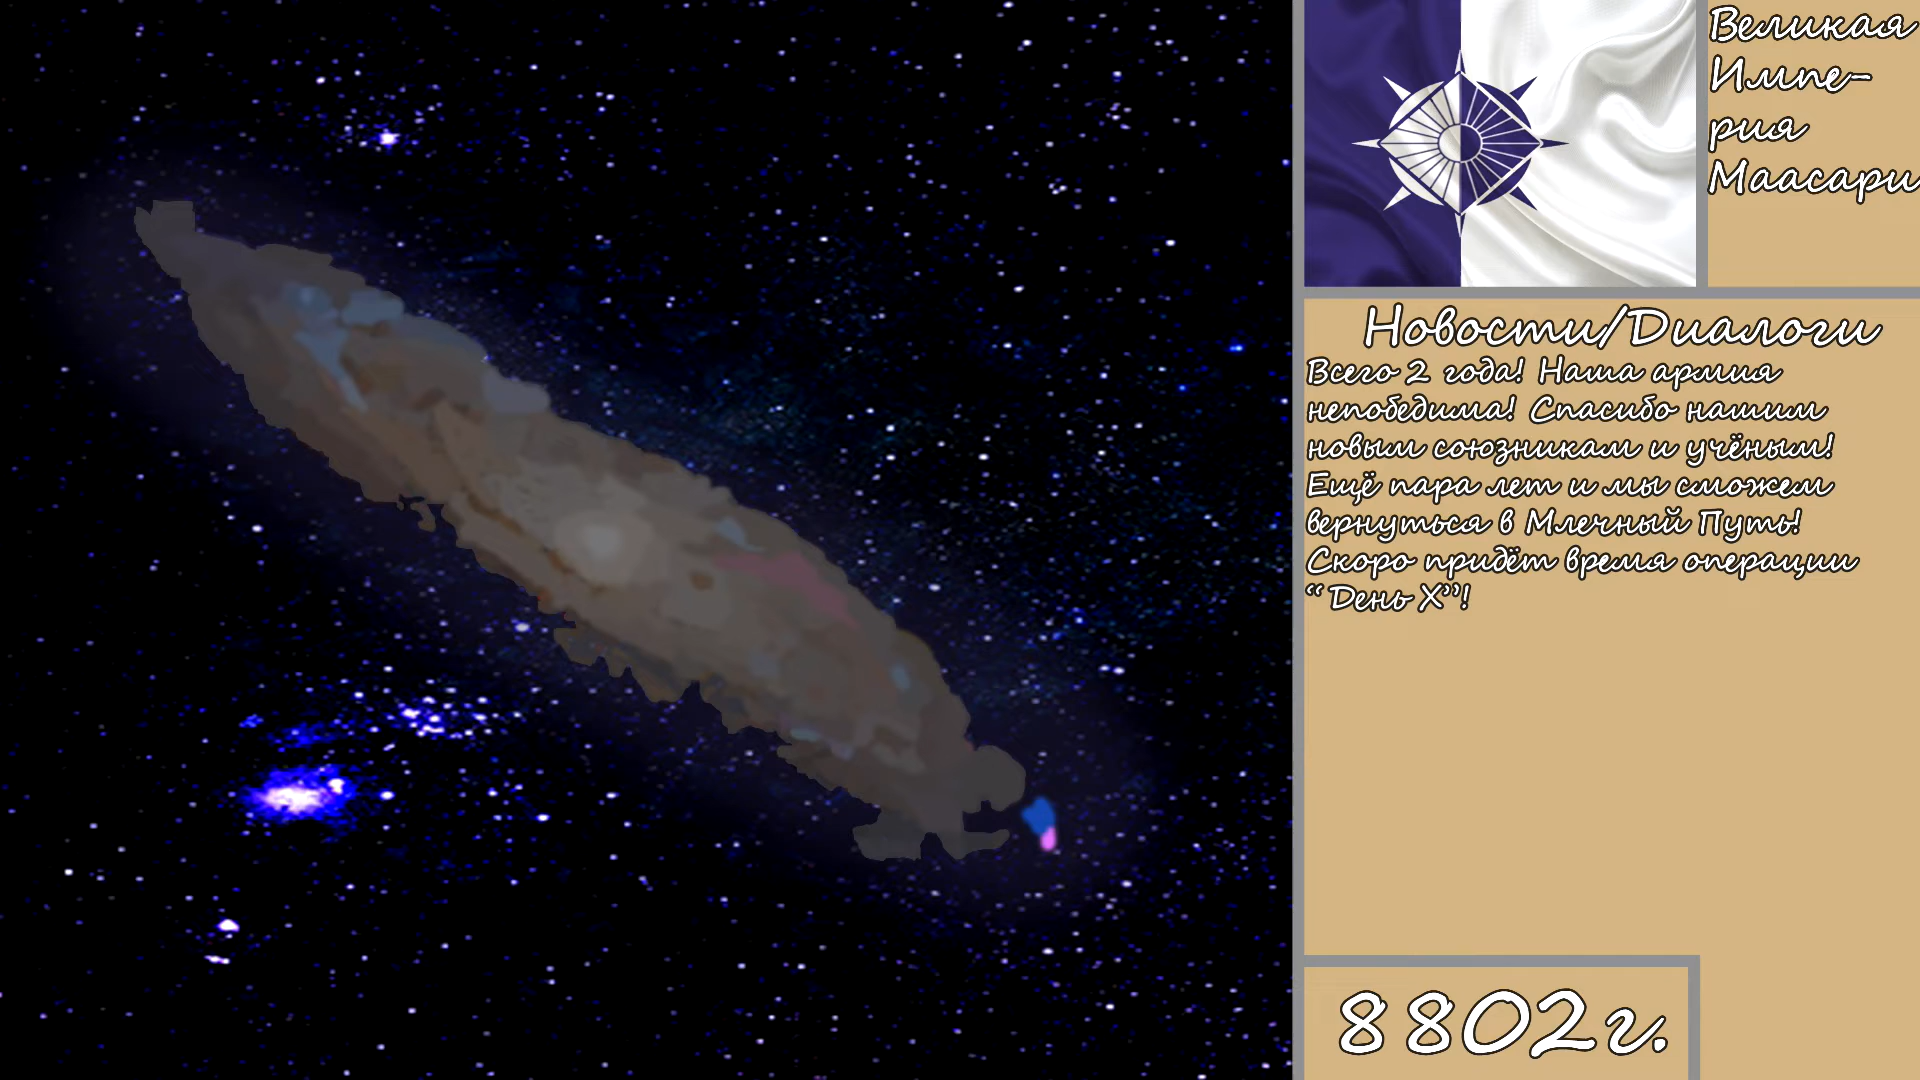 Великая
Импе-
рия
Маасари
Новости/Диалоги
Всего 2 года! Наша армия
непобедима! Спасибо нашим
новым союзникам и учёным!
Ещё пара лет и мы сможем
вернуться в Млечный Путь!
Скоро придёт время операции
“День Х”!
8802г.